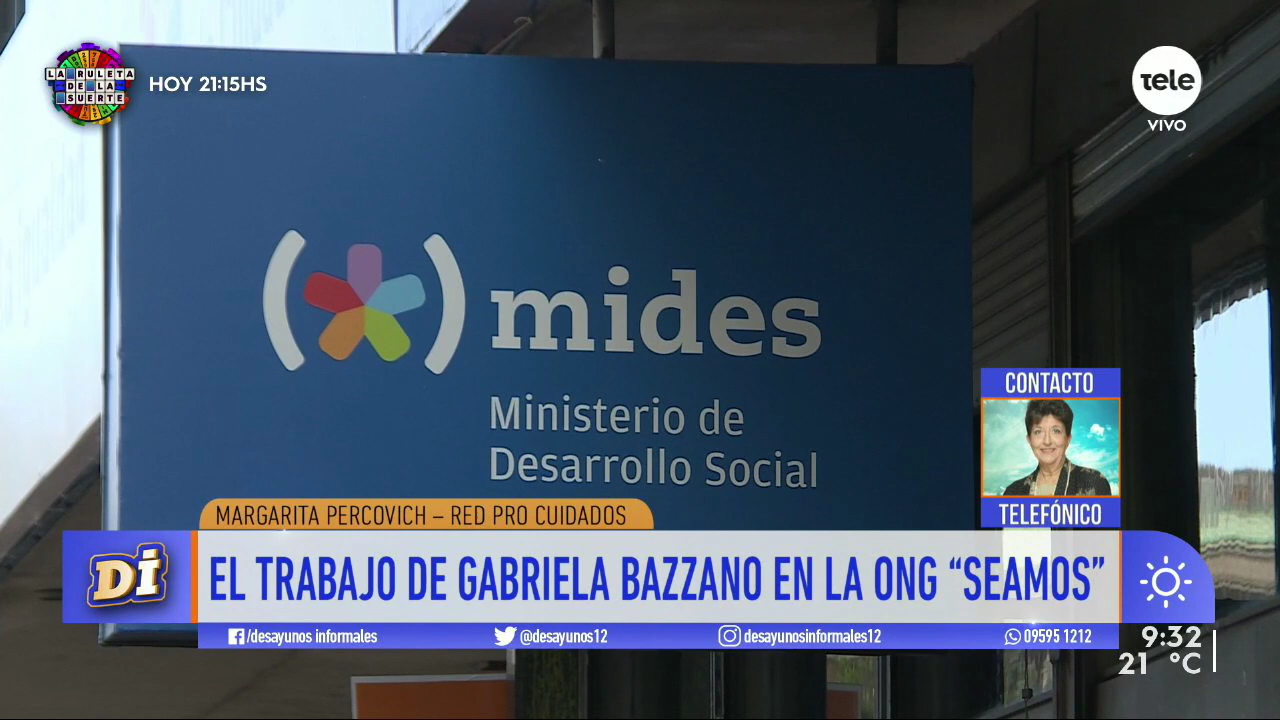 LA RULETA
DE LA
SUERTE
HOY 21:15HS
tele
VIVO
mides
Ministerio de
Desarrollo Social
CONTACTO
TELEFÓNICO
MARGARITA PERCOVICH – RED PRO CUIDADOS
Di
EL TRABAJO DE GABRIELA BAZZANO EN LA ONG “SEAMOS”
/desayunos informales
@desayunos12
desayunosinformales12
09595 1212
9:32
21 °C